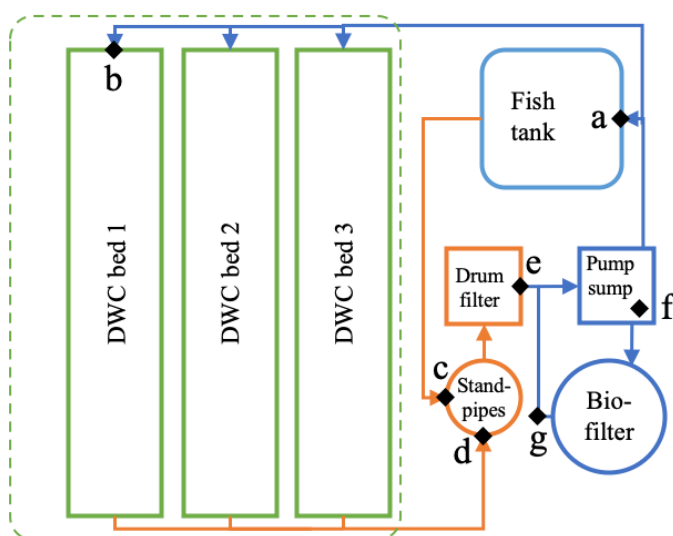 b
DWC bed 1
DWC bed 2
DWC bed 3
Fish
tank
a
Drum
filter
e
Pump
sump
f
c
Stand-
pipes
d
g
Bio-
filter